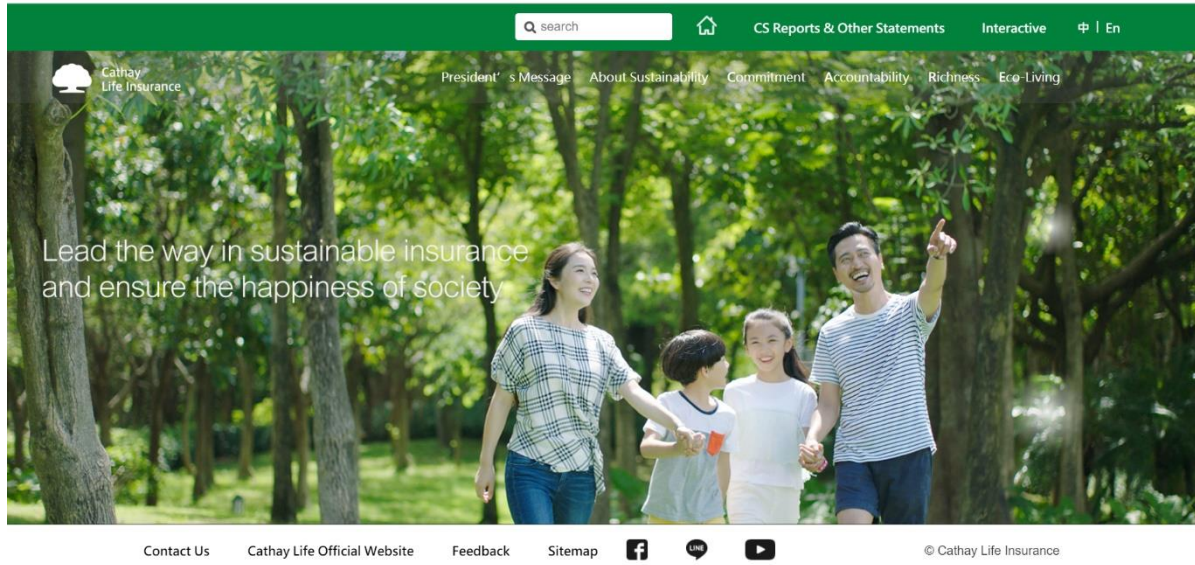 search
CS Reports & Other Statements
Interactive
中 | En
Cathay
Life Insurance
President' s Message
About Sustainability
Commitment
Accountability
Richness
Eco-Living
Lead the way in sustainable insurance
and ensure the happiness of society
Contact Us
Cathay Life Official Website
Feedback
Sitemap
f
LINE
© Cathay Life Insurance